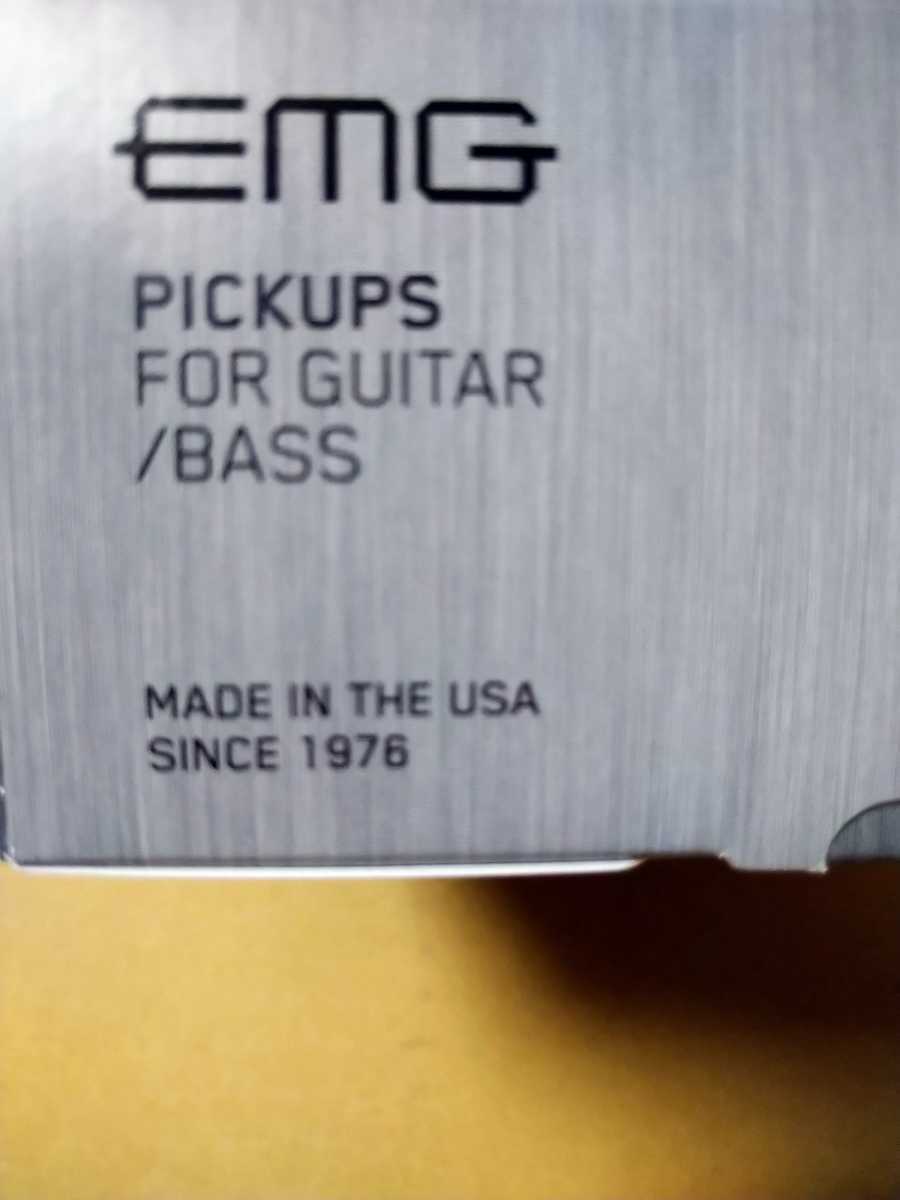 EMG
PICKUPS
FOR GUITAR
/BASS
MADE IN THE USA
SINCE 1976